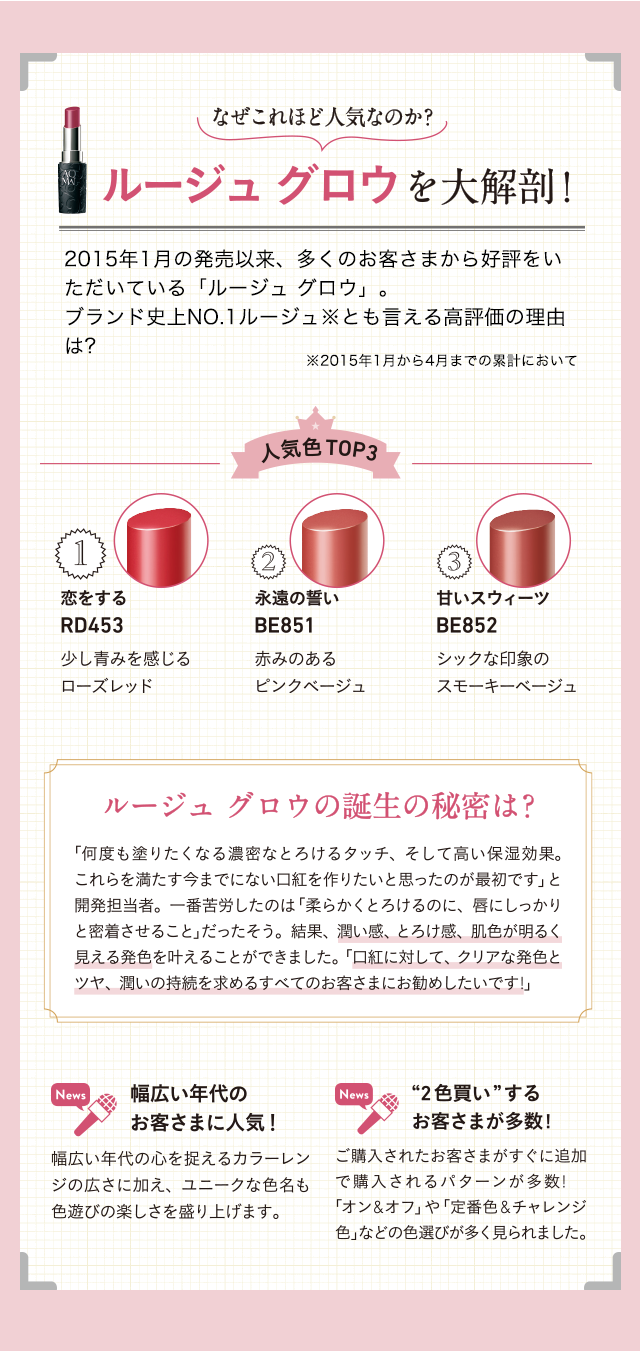 なぜこれほど人気なのか?
ルージュ グロウを大解剖!
2015年1月の発売以来、多くのお客さまから好評をい
ただいている「ルージュ グロウ」。
ブランド史上NO.1ルージュ※とも言える高評価の理由
は?
※2015年1月から4月までの累計において
人気色TOP3
1
恋をする
RD453
少し青みを感じる
ローズレッド
2
永遠の誓い
BE851
赤みのある
ピンクベージュ
3
甘いスウィーツ
BE852
シックな印象の
スモーキーベージュ
ルージュ グロウの誕生の秘密は?
「何度も塗りたくなる濃密なとろけるタッチ、そして高い保湿効果。
これらを満たす今までにない口紅を作りたいと思ったのが最初です」と
開発担当者。一番苦労したのは「柔らかくとろけるのに、唇にしっかり
と密着させること」だったそう。結果、潤い感、とろけ感、肌色が明るく
見える発色を叶えることができました。「口紅に対して、クリアな発色と
ツヤ、潤いの持続を求めるすべてのお客さまにお勧めしたいです!」
News
幅広い年代の
お客さまに人気!
幅広い年代の心を捉えるカラーレン
ジの広さに加え、ユニークな色名も
色遊びの楽しさを盛り上げます。
News
“2色買い”する
お客さまが多数!
ご購入されたお客さまがすぐに追加
で購入されるパターンが多数!
「オン&オフ」や「定番色&チャレンジ
色」などの色選びが多く見られました。